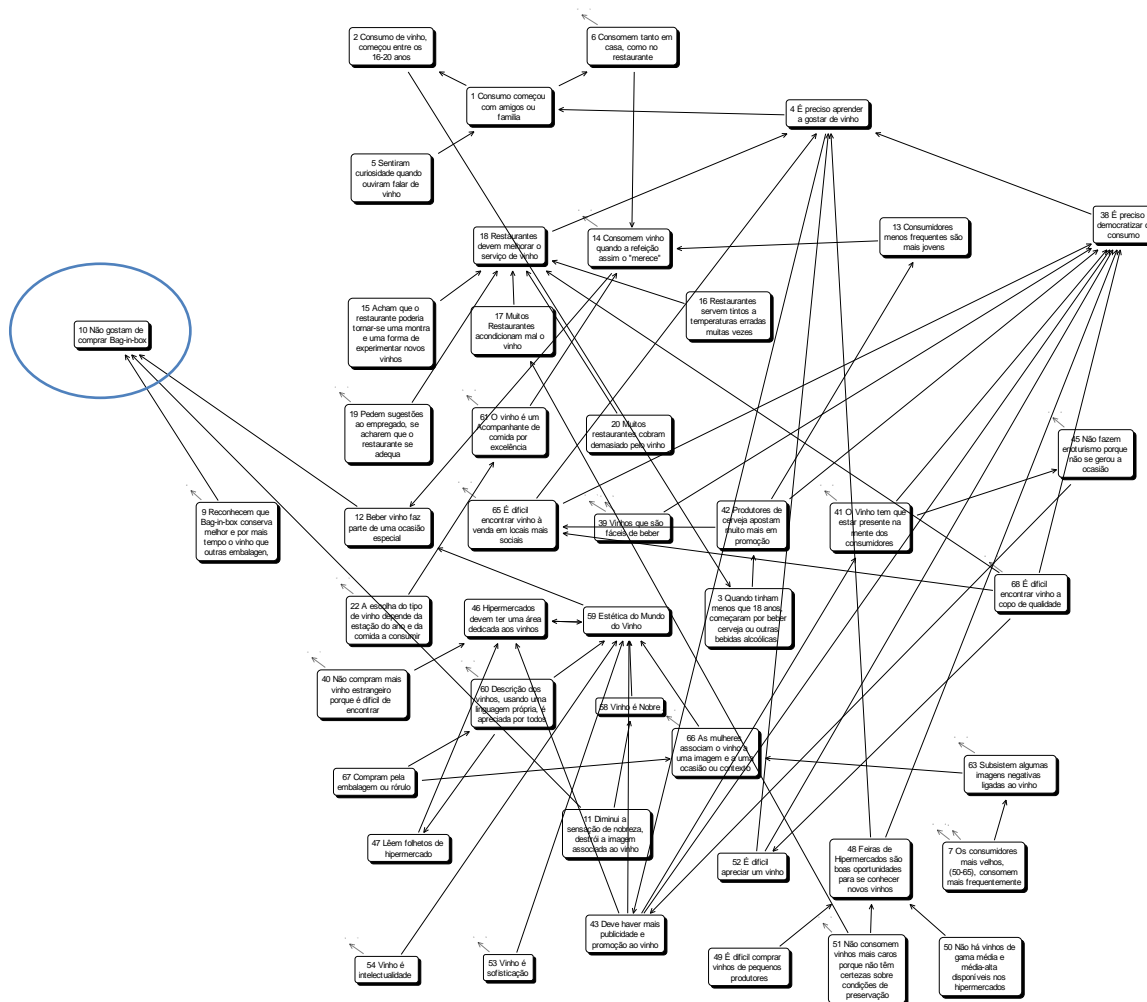 2 Consumo de vinho,
começou entre os
16-20 anos
6 Consomem tanto em
casa, como no
restaurante
1 Consumo começou
com amigos ou
família
4 É preciso aprender
a gostar de vinho
5 Sentiram
curiosidade quando
ouviram falar de
vinho
38 É preciso
democratizar o
consumo
18 Restaurantes
devem melhorar o
serviço de vinho
14 Consomem vinho
quando a refeição
assim o "merece"
13 Consumidores
menos frequentes são
mais jovens
10 Não gostam de
comprar Bag-in-box
15 Acham que o
restaurante poderia
tornar-se uma montra
e uma forma de
experimentar novos
vinhos
17 Muitos
Restaurantes
acondicionam mal o
vinho
16 Restaurantes
servem tintos a
temperaturas erradas
muitas vezes
19 Pedem sugestões
ao empregado, se
acharem que o
restaurante se
adequa
61 O vinho é um
Acompanhante de
comida por
excelência
20 Muitos
restaurantes cobram
demasiado pelo vinho
45 Não fazem
enoturismo porque
não se gerou a
ocasião
9 Reconhecem que
Bag-in-box conserva
melhor e por mais
tempo o vinho que
outras embalagen,
12 Beber vinho faz
parte de uma ocasião
especial
65 É difícil
encontrar vinho à
venda em locais mais
sociais
39 Vinhos que são
fáceis de beber
42 Produtores de
cerveja apostam
muito mais em
promoção
41 O Vinho tem que
estar presente na
mente dos
consumidores
68 É difícil
encontrar vinho a
copo de qualidade
22 A escolha do tipo
de vinho depende da
estação do ano e da
comida a consumir
46 Hipermercados
devem ter uma área
dedicada aos vinhos
59 Estética do Mundo
do Vinho
3 Quando tinham
menos que 18 anos,
começaram por beber
cerveja ou outras
bebidas alcoólicas
40 Não compram mais
vinho estrangeiro
porque é difícil de
encontrar
60 Descrição dos
vinhos, usando uma
linguagem própria, é
apreciada por todos
58 Vinho é Nobre
66 As mulheres
associam o vinho a
uma imagem e a uma
ocasião ou contexto
67 Compram pela
embalagem ou rórulo
63 Subsistem algumas
imagens negativas
ligadas ao vinho
47 Lêem folhetos de
hipermercado
11 Diminui a
sensação de nobreza,
destrói a imagem
associada ao vinho
52 É difícil
apreciar um vinho
48 Feiras de
Hipermercados são
boas oportunidades
para se conhecer
novos vinhos
7 Os consumidores
mais velhos,
(50-65), consomem
mais frequentemente
43 Deve haver mais
publicidade e
promoção ao vinho
54 Vinho é
intelectualidade
53 Vinho é
sofisticação
49 É difícil comprar
vinhos de pequenos
produtores
51 Não consomem
vinhos mais caros
porque não têm
certezas sobre
condições de
preservação
50 Não há vinhos de
gama média e
média-alta
disponíveis nos
hipermercados